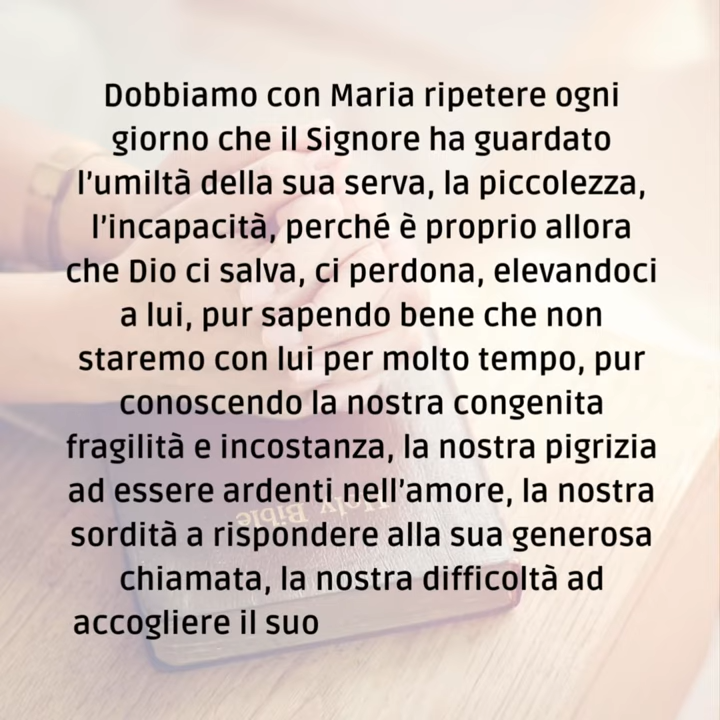 Dobbiamo con Maria ripetere ogni
giorno che il Signore ha guardato
l’umiltà della sua serva, la piccolezza,
l’incapacità, perché è proprio allora
che Dio ci salva, ci perdona, elevandoci
a lui, pur sapendo bene che non
staremo con lui per molto tempo, pur
conoscendo la nostra congenita
fragilità e incostanza, la nostra pigrizia
ad essere ardenti nell’amore, la nostra
sordità a rispondere alla sua generosa
chiamata, la nostra difficoltà ad
accogliere il suo
Holy Bible